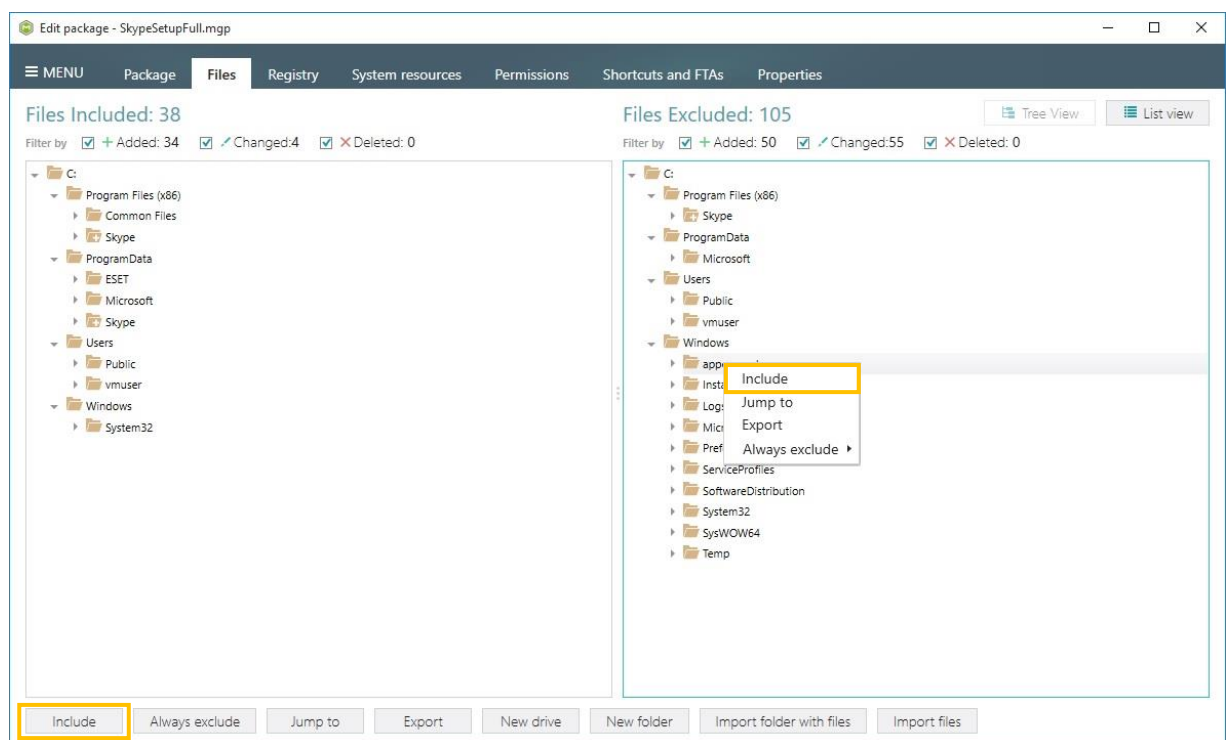 Edit package - SkypeSetupFull.mgp
MENU Package Files Registry System resources Permissions Shortcuts and FTAs Properties
Files Included: 38
Filter by + Added: 34 Changed:4 Deleted: 0
C:
Program Files (x86)
Common Files
Skype
ProgramData
ESET
Microsoft
Skype
Users
Public
vmuser
Windows
System32
Files Excluded: 105
Tree View List view
Filter by + Added: 50 Changed:55 Deleted: 0
C:
Program Files (x86)
Skype
ProgramData
Microsoft
Users
Public
vmuser
Windows
Include
Jump to
Export
Always exclude
ServiceProfiles
SoftwareDistribution
System32
SysWOW64
Temp
Include Always exclude Jump to Export New drive New folder Import folder with files Import files